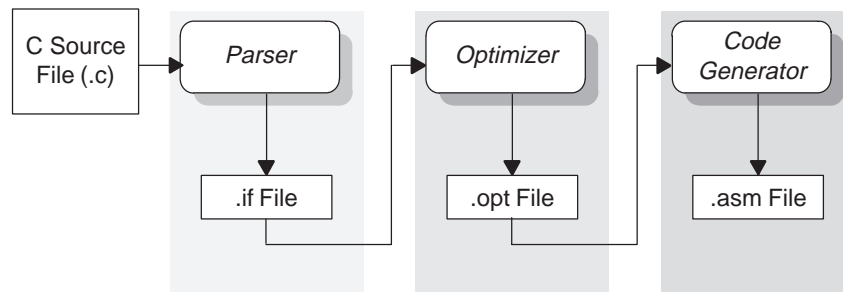 C Source
File (.c)
Parser
Optimizer
Code
Generator
.if File
.opt File
.asm File